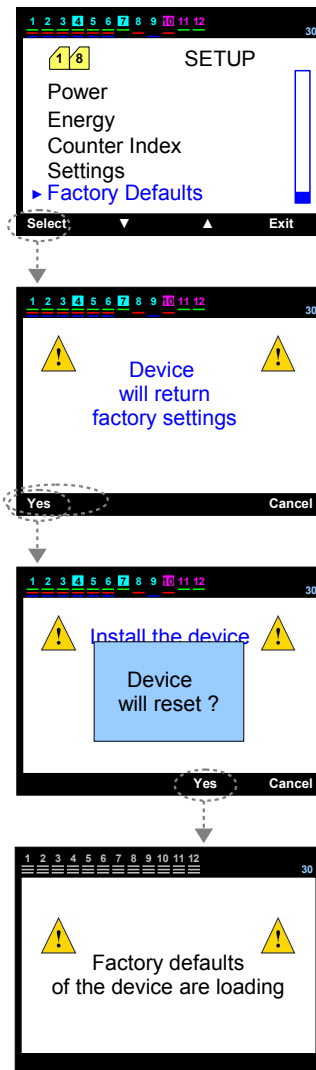 1 2 3 4 5 6 7 8 9 10 11 12
30
1 8 SETUP
Power
Energy
Counter Index
Settings
► Factory Defaults
Select ▼ ▲ Exit
1 2 3 4 5 6 7 8 9 10 11 12
30
! !
Device
will return
factory settings
Yes Cancel
1 2 3 4 5 6 7 8 9 10 11 12
30
! Install the device !
Device
will reset ?
Yes Cancel
1 2 3 4 5 6 7 8 9 10 11 12
30
! !
Factory defaults
of the device are loading